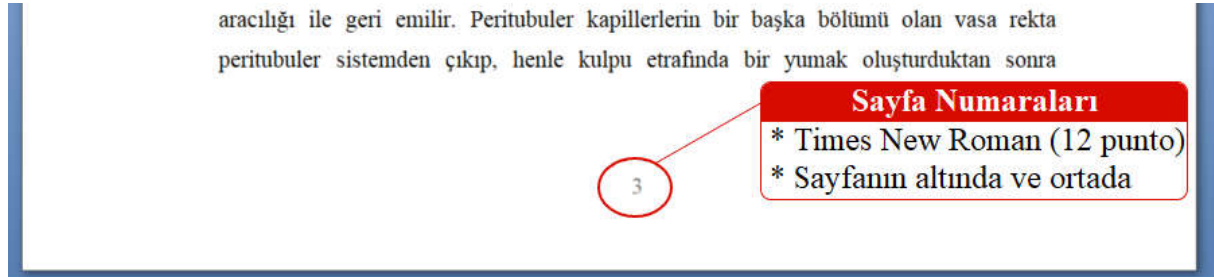 aracılığı ile geri emilir. Peritubuler kapillerlerin bir başka bölümü olan vasa rekta
peritubuler sistemden çıkıp, henle kulpu etrafında bir yumak oluşturduktan sonra
Sayfa Numaraları
* Times New Roman (12 punto)
* Sayfanın altında ve ortada
3